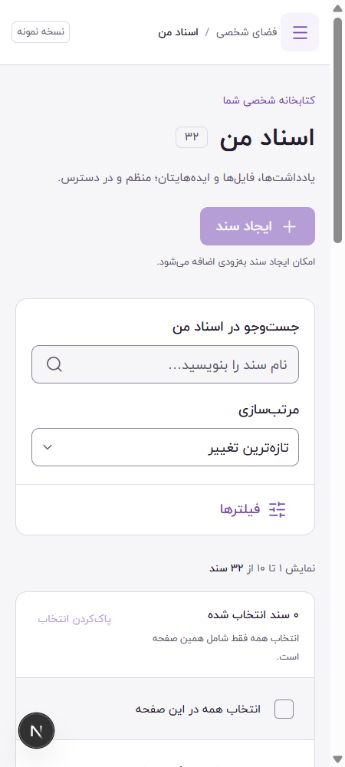 فضای شخصی / اسناد من
نسخه نمونه
کتابخانه شخصی شما
اسناد من ۳۲
یادداشت‌ها، فایل‌ها و ایده‌هایتان؛ منظم و در دسترس.
ایجاد سند
امکان ایجاد سند به‌زودی اضافه می‌شود.
جست‌وجو در اسناد من
نام سند را بنویسید...
مرتب‌سازی
تازه‌ترین تغییر
فیلترها
نمایش ۱ تا ۱۰ از ۳۲ سند
۰ سند انتخاب شده
پاک‌کردن انتخاب
انتخاب همه فقط شامل همین صفحه
است.
انتخاب همه در این صفحه
N